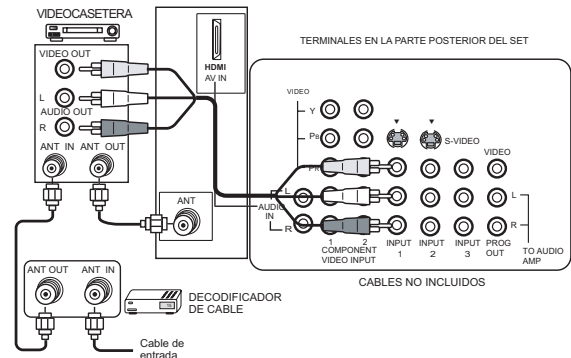 VIDEOCASETERA
VIDEO OUT
L
AUDIO OUT
R
ANT IN
ANT OUT
HDMI
AV IN
ANT
ANT OUT
ANT IN
DECODIFICADOR
DE CABLE
Cable de
entrada
TERMINALES EN LA PARTE POSTERIOR DEL SET
VIDEO
Y
PB
PR
S-VIDEO
VIDEO
L
AUDIO
IN
R
1
2
COMPONENT
VIDEO INPUT
INPUT
1
INPUT
2
INPUT
3
PROG
OUT
L
R
TO AUDIO
AMP
CABLES NO INCLUIDOS